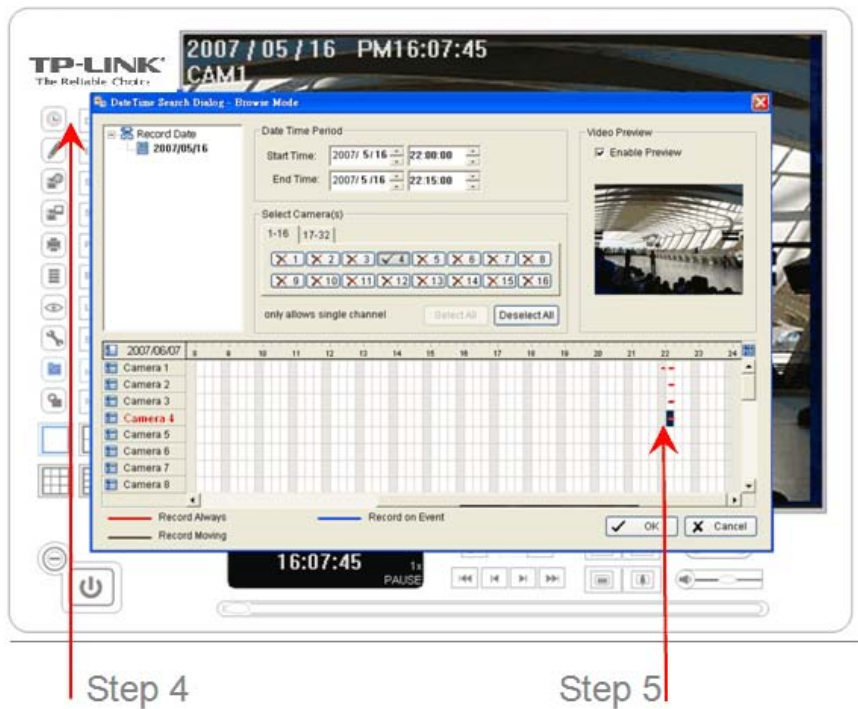 2007 / 05 / 16 PM16:07:45
CAM1
TP-LINK
The Reliable Choice
DateTime Search Dialog - Browse Mode
Record Date
2007/05/16
Date Time Period
Start Time: 2007/ 5/16 22:00:00
End Time: 2007/ 5 /16 22:15:00
Select Camera(s)
1-16 17-32
1 2 3 4 5 6 7 8
9 10 11 12 13 14 15 16
only allows single channel Select All Deselect All
Video Preview
Enable Preview
2007/06/07 10 11 12 13 14 15 16 17 18 19 20 21 22 23 24
Camera 1
Camera 2
Camera 3
Camera 4
Camera 5
Camera 6
Camera 7
Camera 8
Record Always Record on Event
Record Moving
OK Cancel
16:07:45 1x
PAUSE
Step 4 Step 5